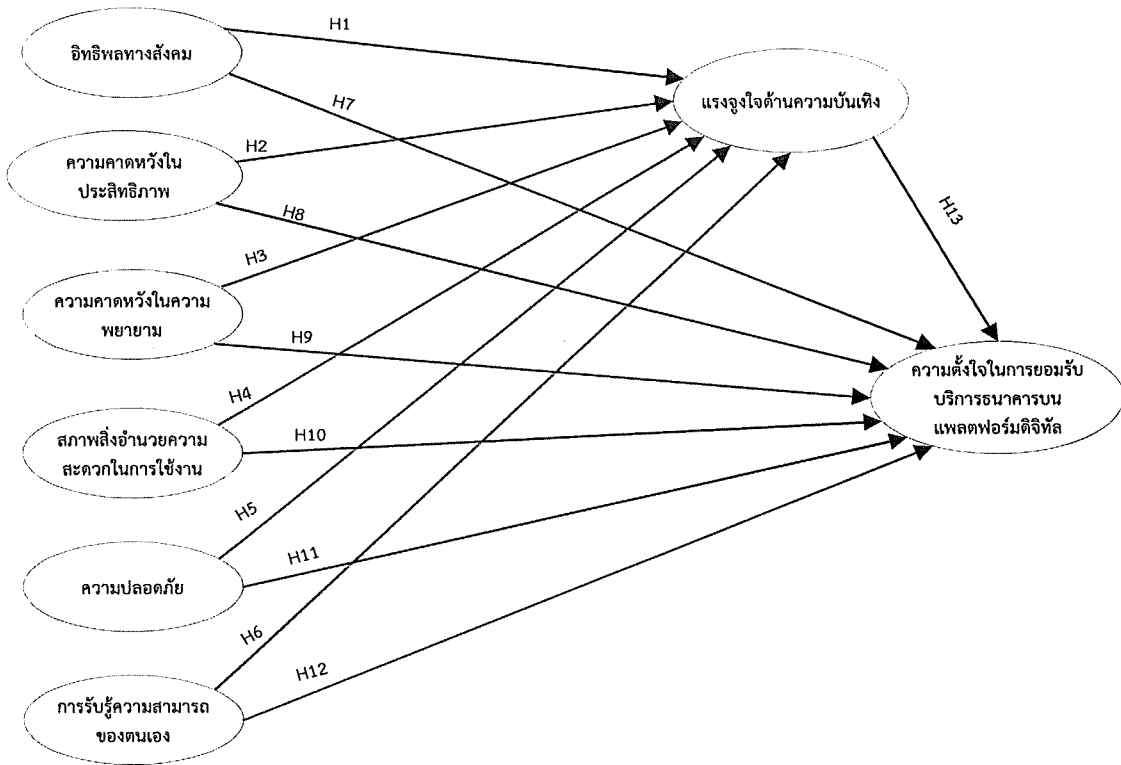 H1
อิทธิพลทางสังคม
แรงจูงใจด้านความบันเทิง
H7
H2
ความคาดหวังใน
ประสิทธิภาพ
H8
H13
H3
ความคาดหวังในความ
พยายาม
H9
ความตั้งใจในการยอมรับ
บริการธนาคารบน
แพลตฟอร์มดิจิทัล
H4
สภาพสิ่งอำนวยความ
สะดวกในการใช้งาน
H10
H5
H11
ความปลอดภัย
H6
H12
การรับรู้ความสามารถ
ของตนเอง